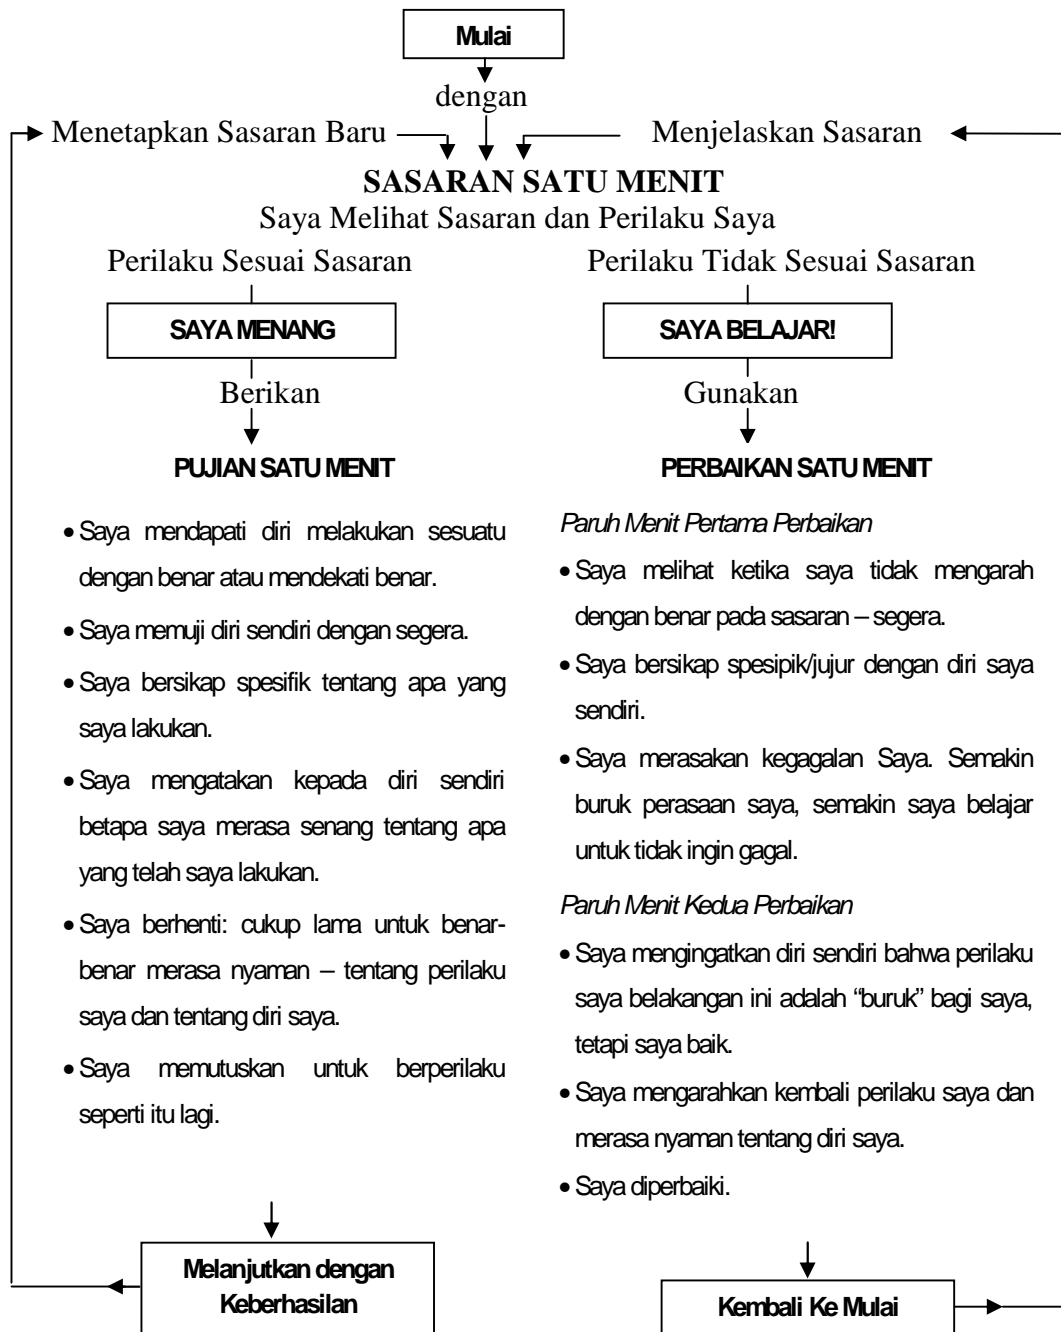 Mulai
dengan
Menetapkan Sasaran Baru
Menjelaskan Sasaran
SASARAN SATU MENIT
Saya Melihat Sasaran dan Perilaku Saya
Perilaku Sesuai Sasaran
SAYA MENANG
Berikan
PUJIAN SATU MENIT
• Saya mendapati diri melakukan sesuatu
dengan benar atau mendekati benar.
• Saya memuji diri sendiri dengan segera.
• Saya bersikap spesifik tentang apa yang
saya lakukan.
• Saya mengatakan kepada diri sendiri
betapa saya merasa senang tentang apa
yang telah saya lakukan.
• Saya berhenti: cukup lama untuk benar-
benar merasa nyaman – tentang perilaku
saya dan tentang diri saya.
• Saya memutuskan untuk berperilaku
seperti itu lagi.
Melanjutkan dengan
Keberhasilan
Perilaku Tidak Sesuai Sasaran
SAYA BELAJAR!
Gunakan
PERBAIKAN SATU MENIT
Paruh Menit Pertama Perbaikan
• Saya melihat ketika saya tidak mengarah
dengan benar pada sasaran – segera.
• Saya bersikap spesipik/jujur dengan diri saya
sendiri.
• Saya merasakan kegagalan Saya. Semakin
buruk perasaan saya, semakin saya belajar
untuk tidak ingin gagal.
Paruh Menit Kedua Perbaikan
• Saya mengingatkan diri sendiri bahwa perilaku
saya belakangan ini adalah “buruk” bagi saya,
tetapi saya baik.
• Saya mengarahkan kembali perilaku saya dan
merasa nyaman tentang diri saya.
• Saya diperbaiki.
Kembali Ke Mulai